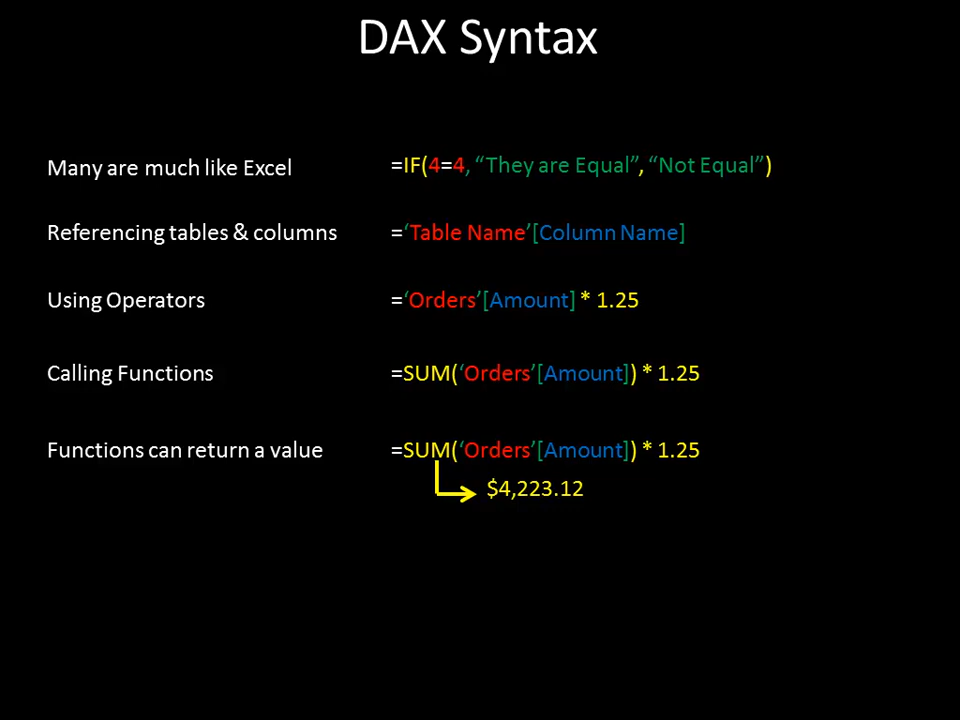 DAX Syntax
Many are much like Excel =IF(4=4, “They are Equal”, “Not Equal”)
Referencing tables & columns =‘Table Name’[Column Name]
Using Operators =‘Orders’[Amount] * 1.25
Calling Functions =SUM(‘Orders’[Amount]) * 1.25
Functions can return a value =SUM(‘Orders’[Amount]) * 1.25
$4,223.12